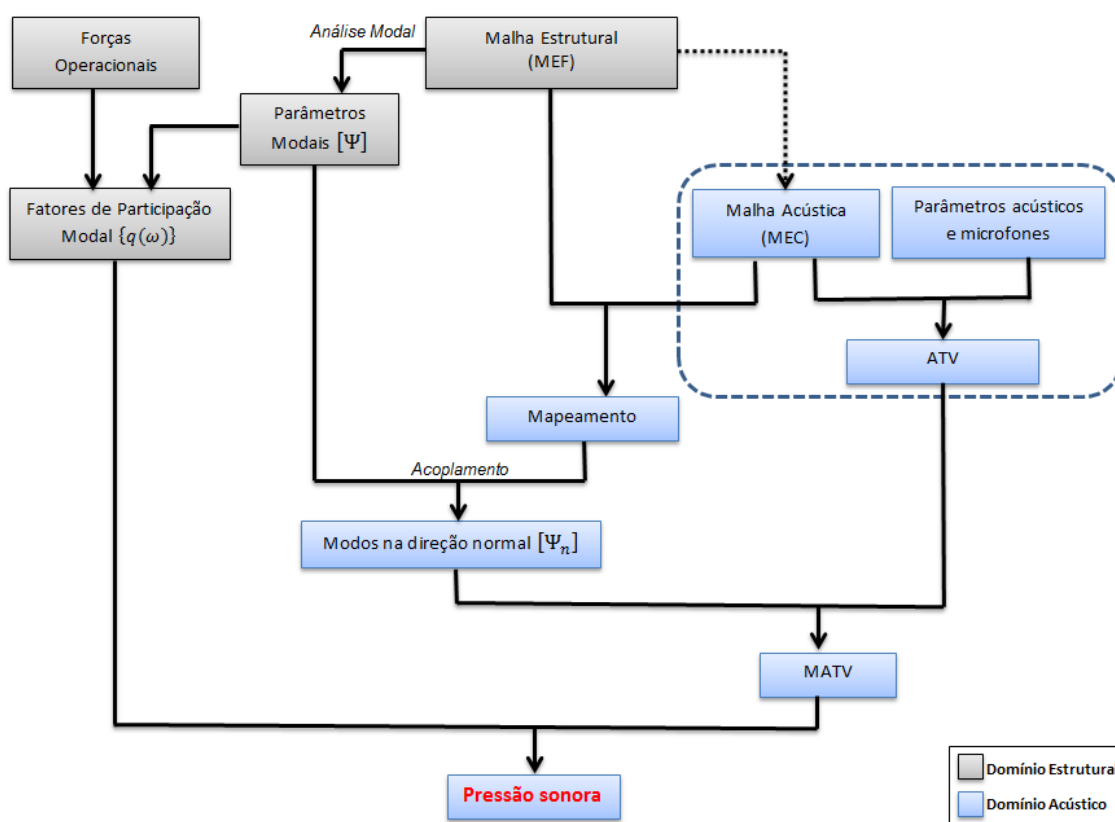 Forças
Operacionais
Análise Modal
Malha Estrutural
(MEF)
Parâmetros
Modais [Ψ]
Fatores de Participação
Modal {q(ω)}
Malha Acústica
(MEC)
Parâmetros acústicos
e microfones
ATV
Mapeamento
Acoplamento
Modos na direção normal [Ψₙ]
MATV
Pressão sonora
Domínio Estrutural
Domínio Acústico